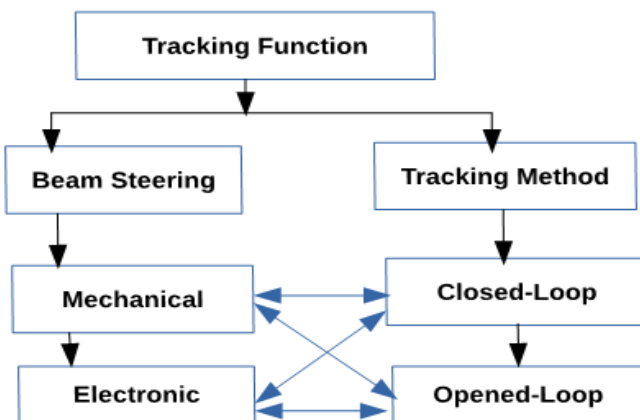 Tracking Function
Beam Steering
Tracking Method
Mechanical
Closed-Loop
Electronic
Opened-Loop